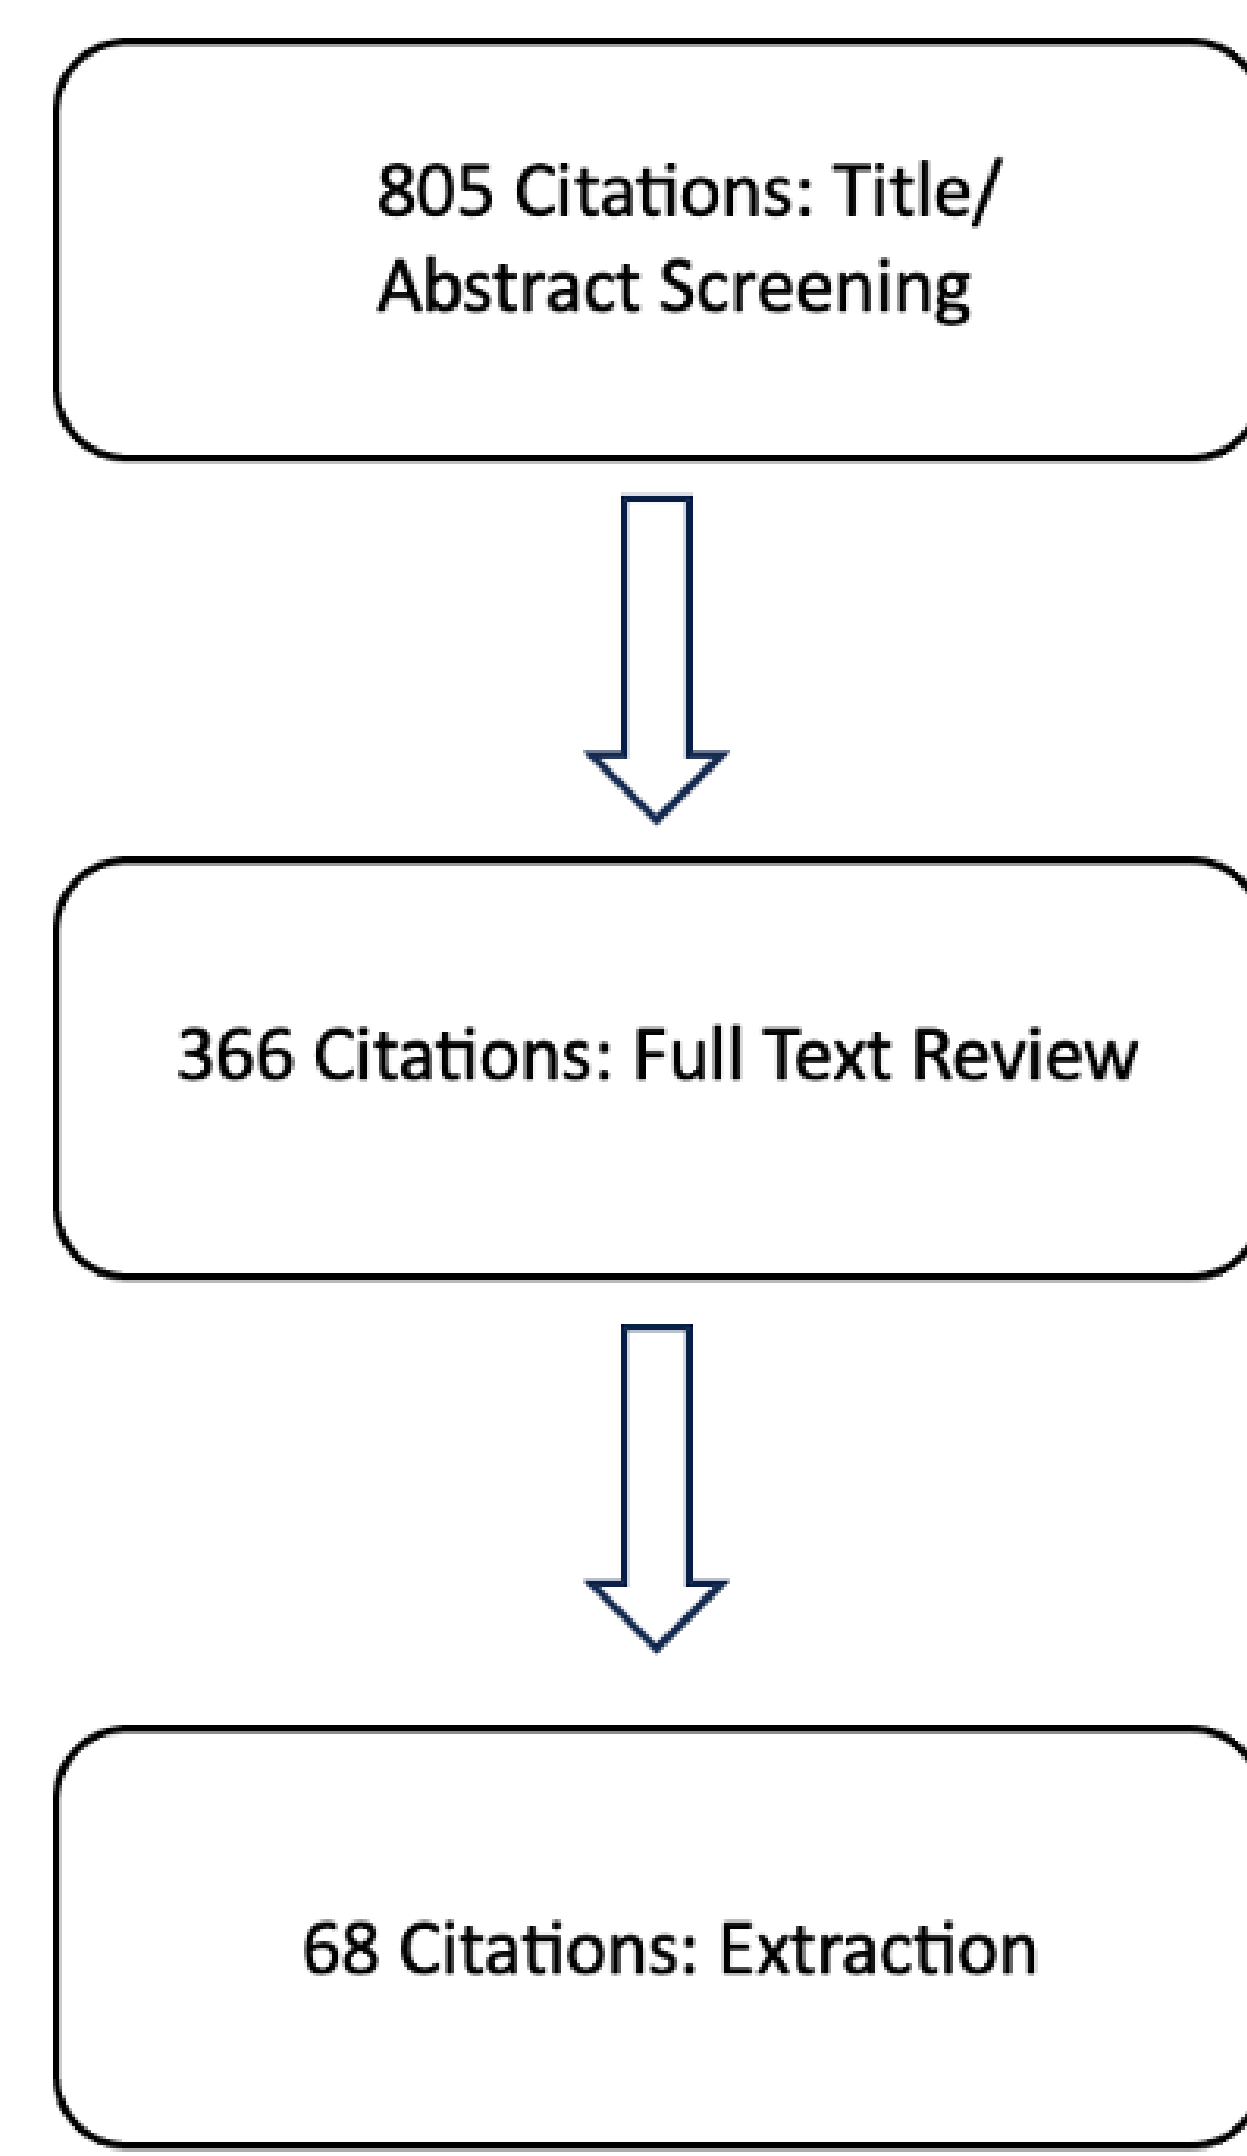 805 Citations: Title/
Abstract Screening
366 Citations: Full Text Review
68 Citations: Extraction